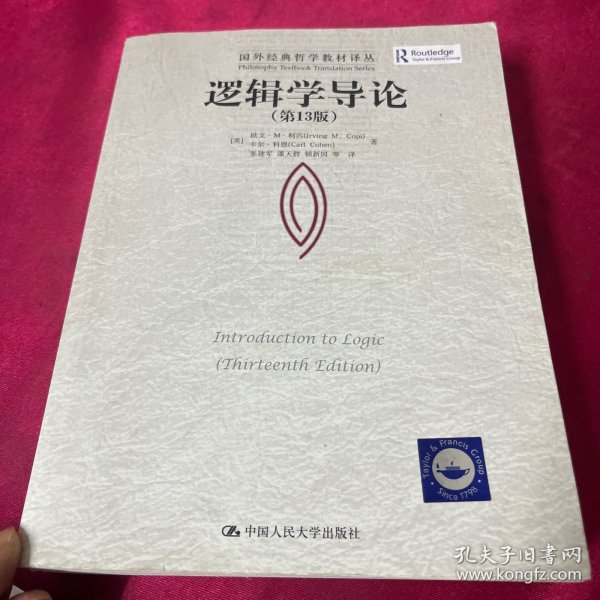 国外经典哲学教材译丛
Philosophy Textbook Translation Series
Routledge
Taylor & Francis Group
逻辑学导论
（第13版）
[美] 欧文·M·柯匹(Irving M. Copi)
卡尔·科恩(Carl Cohen) 著
张建军 潘天群 顿新国 等 译
Introduction to Logic
(Thirteenth Edition)
Taylor & Francis Group
Since 1798
中国人民大学出版社
孔夫子旧书网
www.kongfz.com